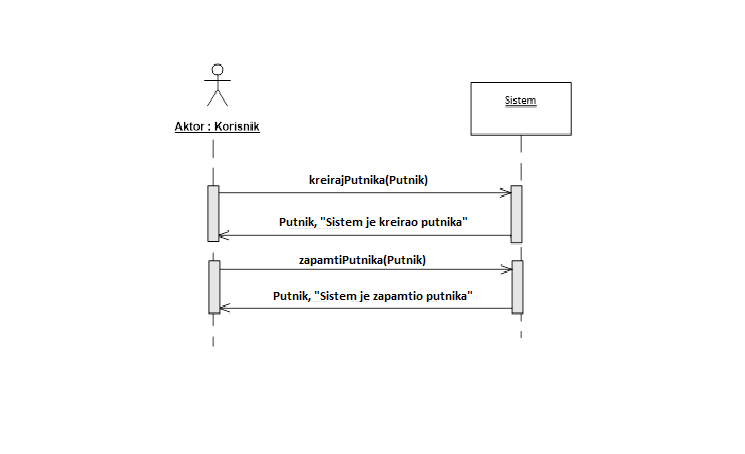 Sistem
Aktor : Korisnik
kreirajPutnika(Putnik)
Putnik, "Sistem je kreirao putnika"
zapamtiPutnika(Putnik)
Putnik, "Sistem je zapamtio putnika"